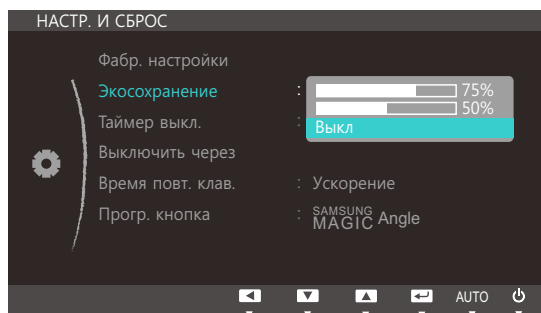 НАСТР. И СБРОС
Фабр. настройки
Экосохранение : 75%
50%
Таймер выкл. : Выкл
Выключить через
Время повт. клав. : Ускорение
Прогр. кнопка : SAMSUNG MAGIC Angle
AUTO